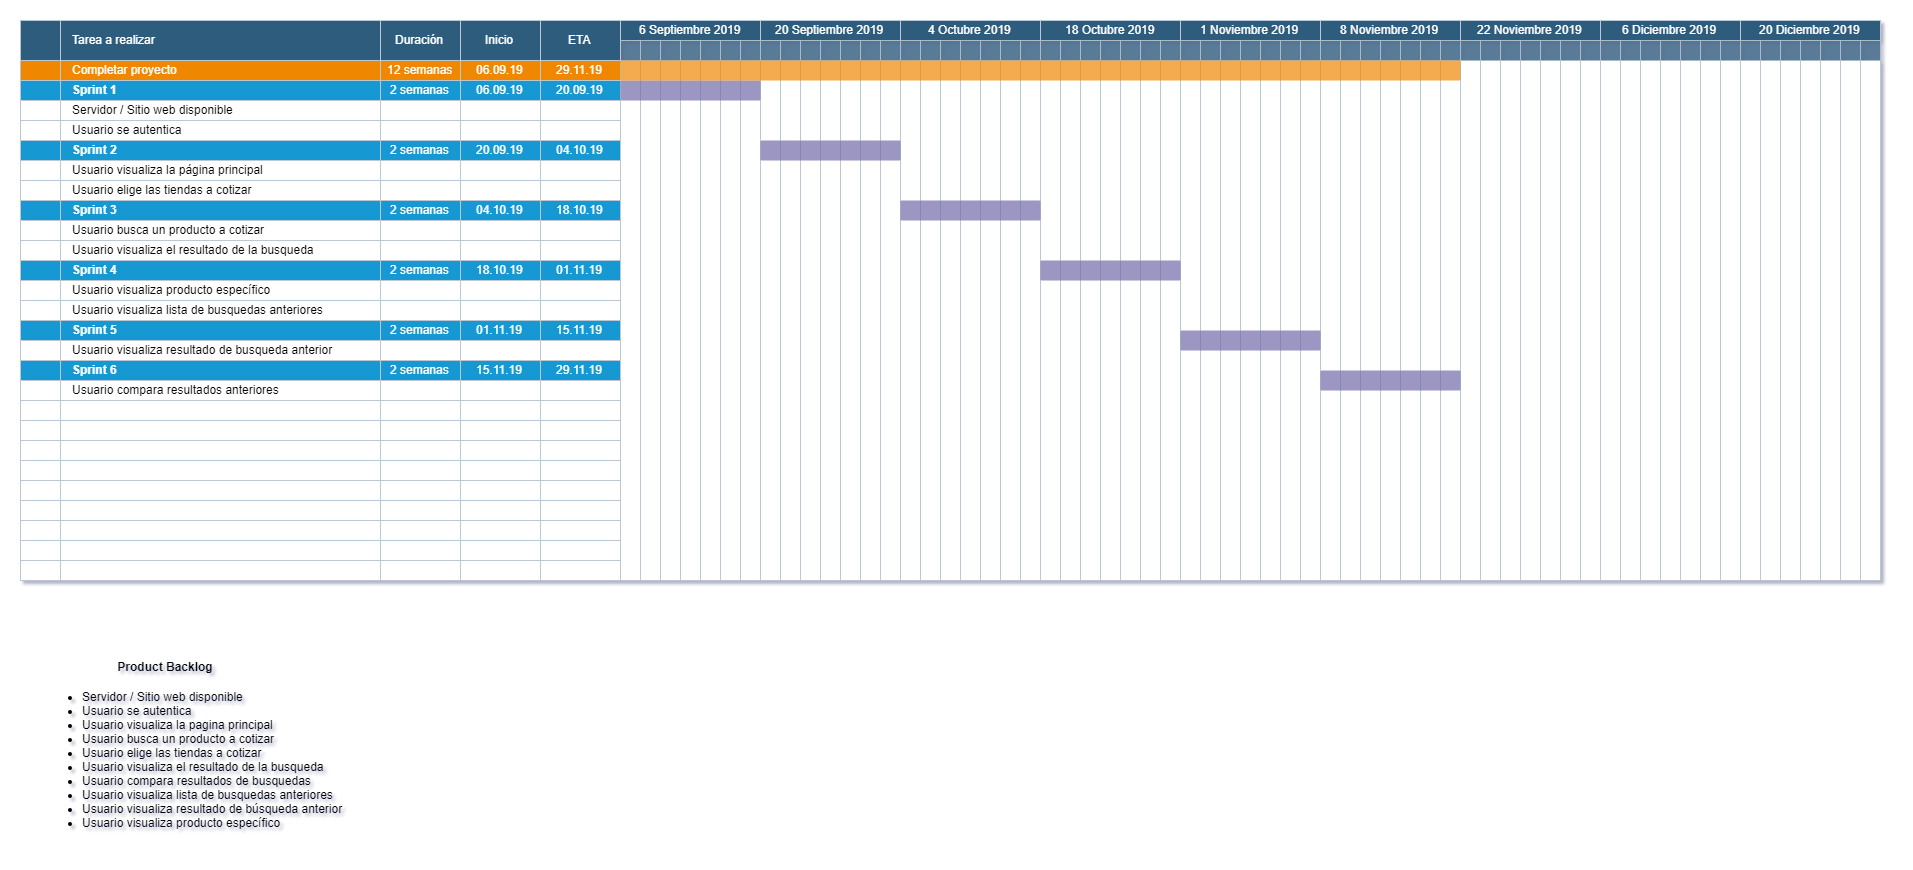 Tarea a realizar Duración Inicio ETA 6 Septiembre 2019 20 Septiembre 2019 4 Octubre 2019 18 Octubre 2019 1 Noviembre 2019 8 Noviembre 2019 22 Noviembre 2019 6 Diciembre 2019 20 Diciembre 2019
Completar proyecto 12 semanas 06.09.19 29.11.19
Sprint 1 2 semanas 06.09.19 20.09.19
Servidor / Sitio web disponible
Usuario se autentica
Sprint 2 2 semanas 20.09.19 04.10.19
Usuario visualiza la página principal
Usuario elige las tiendas a cotizar
Sprint 3 2 semanas 04.10.19 18.10.19
Usuario busca un producto a cotizar
Usuario visualiza el resultado de la busqueda
Sprint 4 2 semanas 18.10.19 01.11.19
Usuario visualiza producto específico
Usuario visualiza lista de busquedas anteriores
Sprint 5 2 semanas 01.11.19 15.11.19
Usuario visualiza resultado de busqueda anterior
Sprint 6 2 semanas 15.11.19 29.11.19
Usuario compara resultados anteriores
Product Backlog
• Servidor / Sitio web disponible
• Usuario se autentica
• Usuario visualiza la pagina principal
• Usuario busca un producto a cotizar
• Usuario elige las tiendas a cotizar
• Usuario visualiza el resultado de la busqueda
• Usuario compara resultados de busquedas
• Usuario visualiza lista de busquedas anteriores
• Usuario visualiza resultado de búsqueda anterior
• Usuario visualiza producto específico